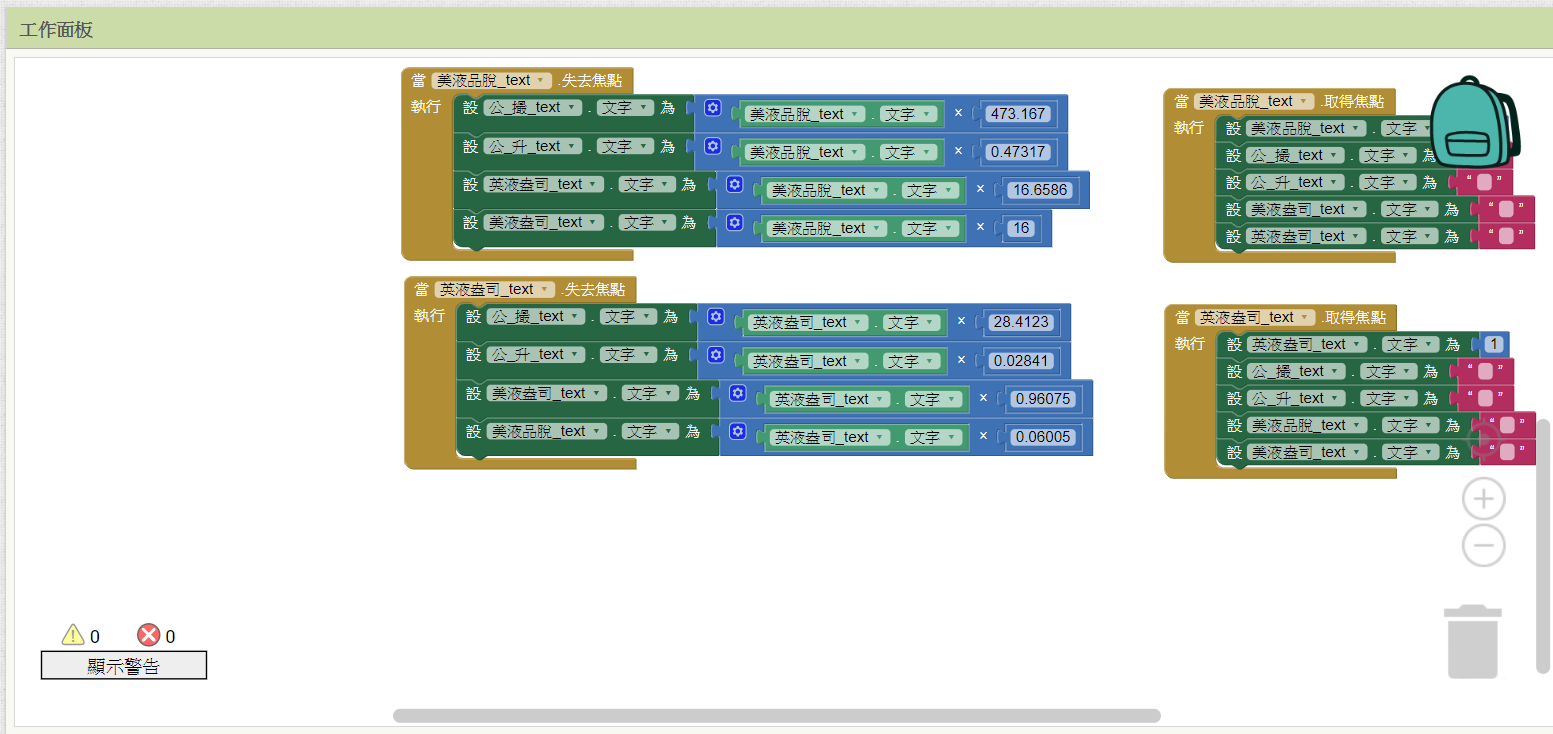 工作面板
當 美液品脫_text .失去焦點
執行 設 公_撮_text . 文字 為 美液品脫_text . 文字 × 473.167
設 公_升_text . 文字 為 美液品脫_text . 文字 × 0.47317
設 英液盎司_text . 文字 為 美液品脫_text . 文字 × 16.6586
設 美液盎司_text . 文字 為 美液品脫_text . 文字 × 16
當 英液盎司_text .失去焦點
執行 設 公_撮_text . 文字 為 英液盎司_text . 文字 × 28.4123
設 公_升_text . 文字 為 英液盎司_text . 文字 × 0.02841
設 美液盎司_text . 文字 為 英液盎司_text . 文字 × 0.96075
設 美液品脫_text . 文字 為 英液盎司_text . 文字 × 0.06005
當 美液品脫_text .取得焦點
執行 設 美液品脫_text . 文字
設 公_撮_text . 文字 為
設 公_升_text . 文字 為 “ ”
設 美液盎司_text . 文字 為 “ ”
設 英液盎司_text . 文字 為 “ ”
當 英液盎司_text .取得焦點
執行 設 英液盎司_text . 文字 為 1
設 公_撮_text . 文字 為 “ ”
設 公_升_text . 文字 為 “ ”
設 美液品脫_text . 文字 為 “ ”
設 美液盎司_text . 文字 為 “ ”
0 0
顯示警告